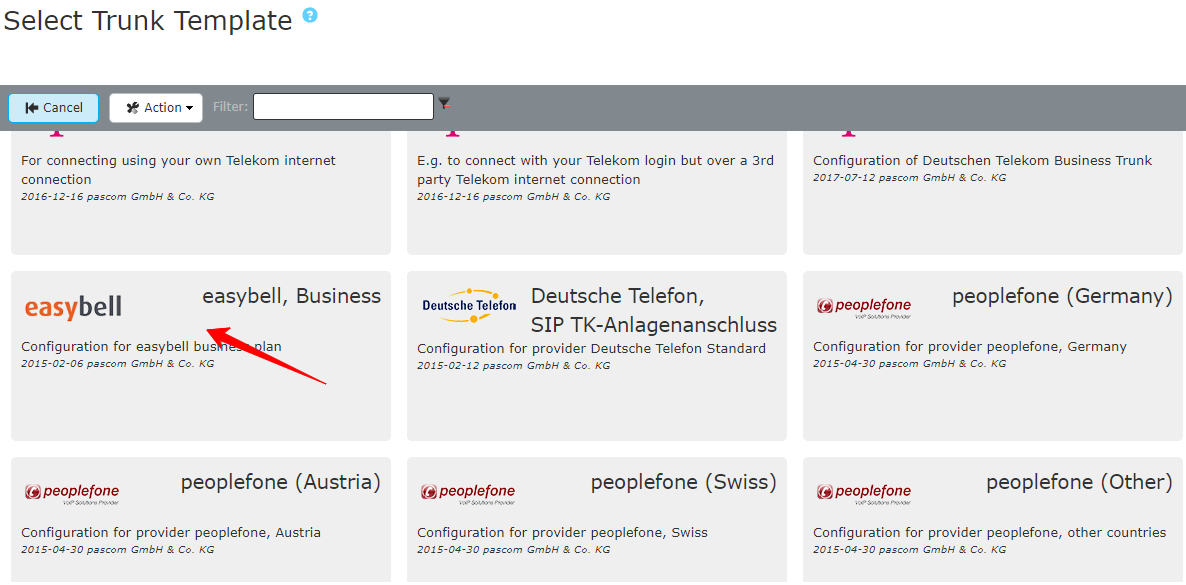 Select Trunk Template ?
Cancel Action Filter:
For connecting using your own Telekom internet
connection
2016-12-16 pascom GmbH & Co. KG
E.g. to connect with your Telekom login but over a 3rd
party Telekom internet connection
2016-12-16 pascom GmbH & Co. KG
Configuration of Deutschen Telekom Business Trunk
2017-07-12 pascom GmbH & Co. KG
easybell
easybell, Business
Configuration for easybell business plan
2015-02-06 pascom GmbH & Co. KG
Deutsche Telefon
Deutsche Telefon,
SIP TK-Anlagenanschluss
Configuration for provider Deutsche Telefon Standard
2015-02-12 pascom GmbH & Co. KG
peoplefone
VoIP Solutions Provider
peoplefone (Germany)
Configuration for provider peoplefone, Germany
2015-04-30 pascom GmbH & Co. KG
peoplefone
VoIP Solutions Provider
peoplefone (Austria)
Configuration for provider peoplefone, Austria
2015-04-30 pascom GmbH & Co. KG
peoplefone
VoIP Solutions Provider
peoplefone (Swiss)
Configuration for provider peoplefone, Swiss
2015-04-30 pascom GmbH & Co. KG
peoplefone
VoIP Solutions Provider
peoplefone (Other)
Configuration for provider peoplefone, other countries
2015-04-30 pascom GmbH & Co. KG